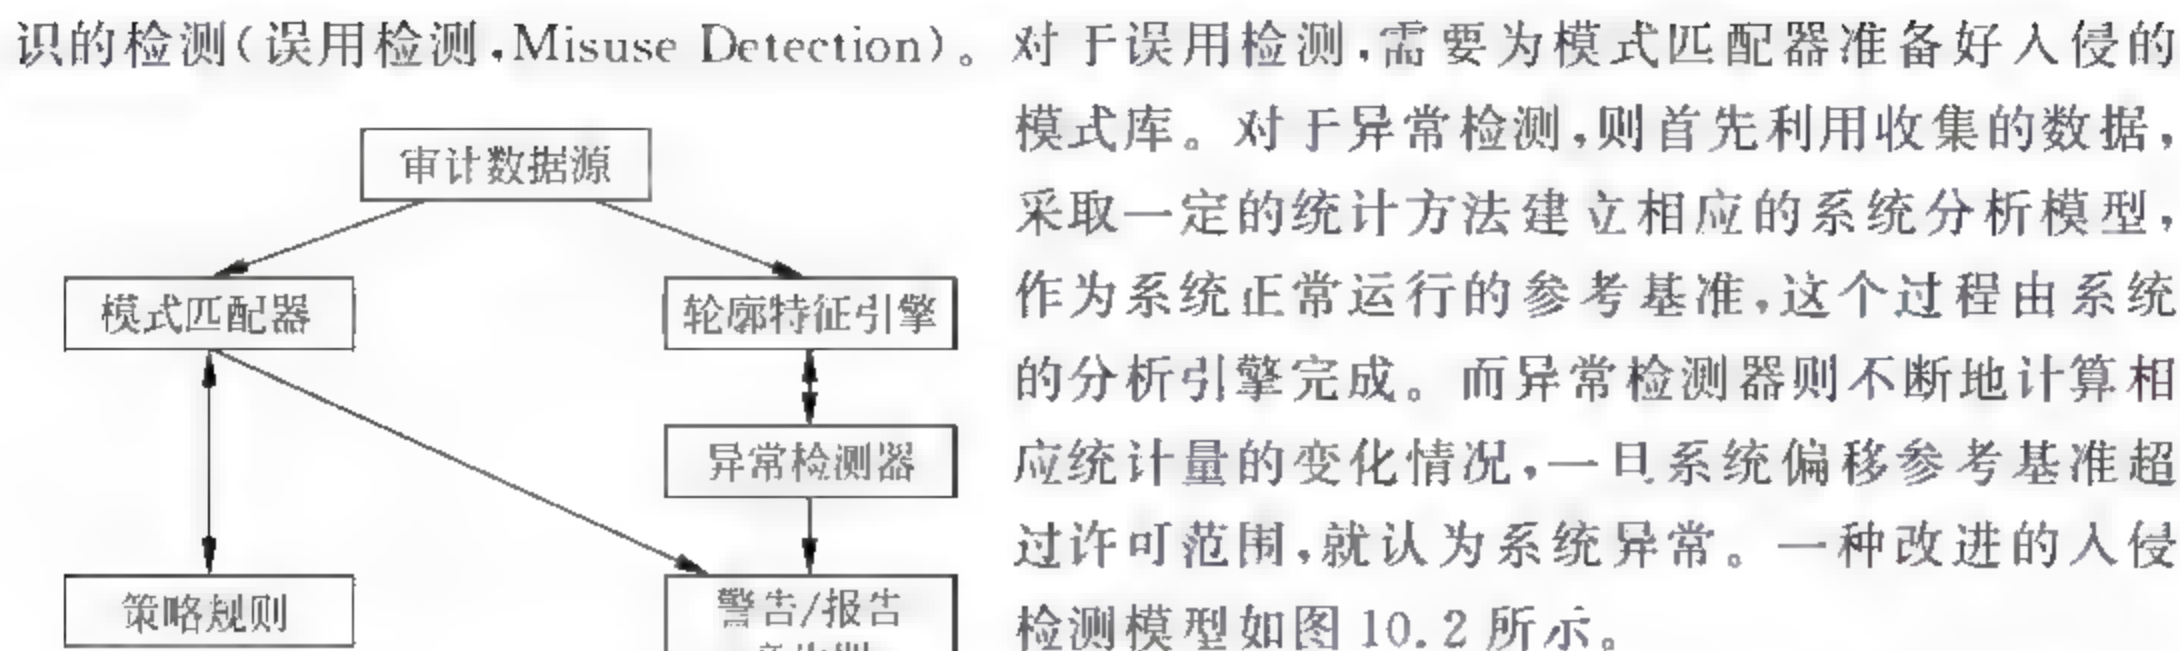 识的检测(误用检测,Misuse Detection)。对于误用检测,需要为模式匹配器准备好入侵的
模式库。对于异常检测,则首先利用收集的数据,
采取一定的统计方法建立相应的系统分析模型,
作为系统正常运行的参考基准,这个过程由系统
的分析引擎完成。而异常检测器则不断地计算相
应统计量的变化情况,一旦系统偏移参考基准超
过许可范围,就认为系统异常。一种改进的入侵
检测模型如图 10.2 所示。
审计数据源
模式匹配器
轮廓特征引擎
异常检测器
策略规则
警告/报告